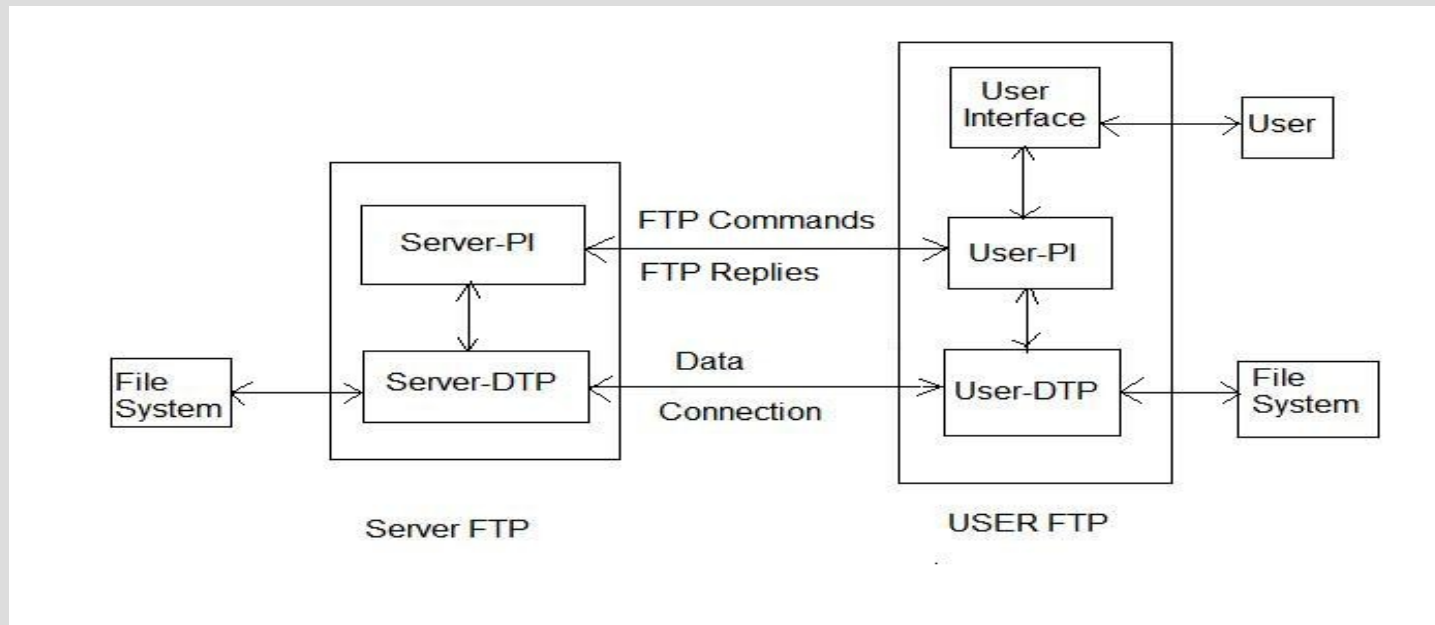 User
Interface
User
Server-PI
FTP Commands
User-PI
FTP Replies
File
System
Server-DTP
Data
Connection
User-DTP
File
System
Server FTP
USER FTP